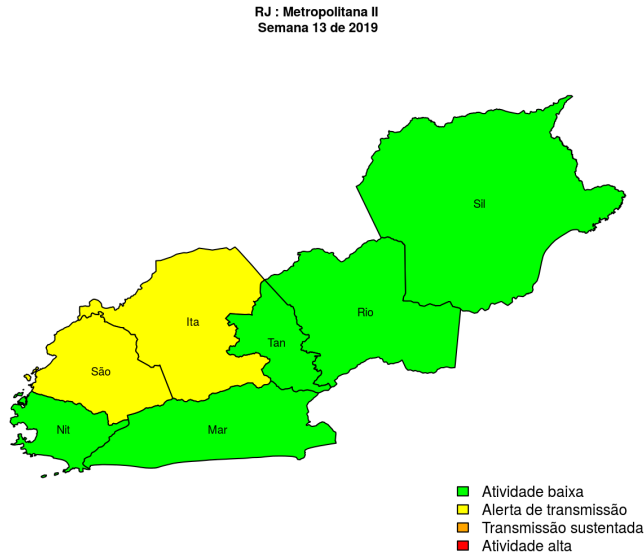 RJ : Metropolitana II
Semana 13 de 2019
Sil
Ita
Rio
Tan
São
Nit
Mar
Atividade baixa
Alerta de transmissão
Transmissão sustentada
Atividade alta